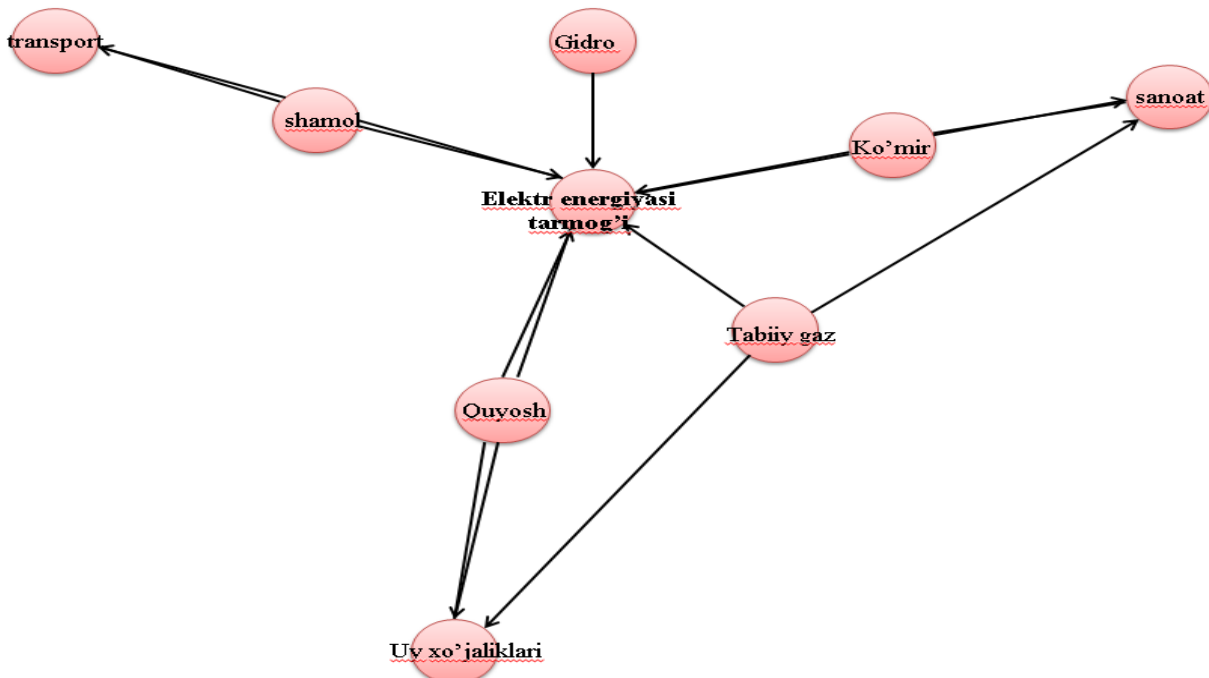 transport
Gidro
sanoat
shamol
Ko’mir
Elektr energiyasi
tarmog’i
Tabiiy gaz
Quyosh
Uy xo’jaliklari